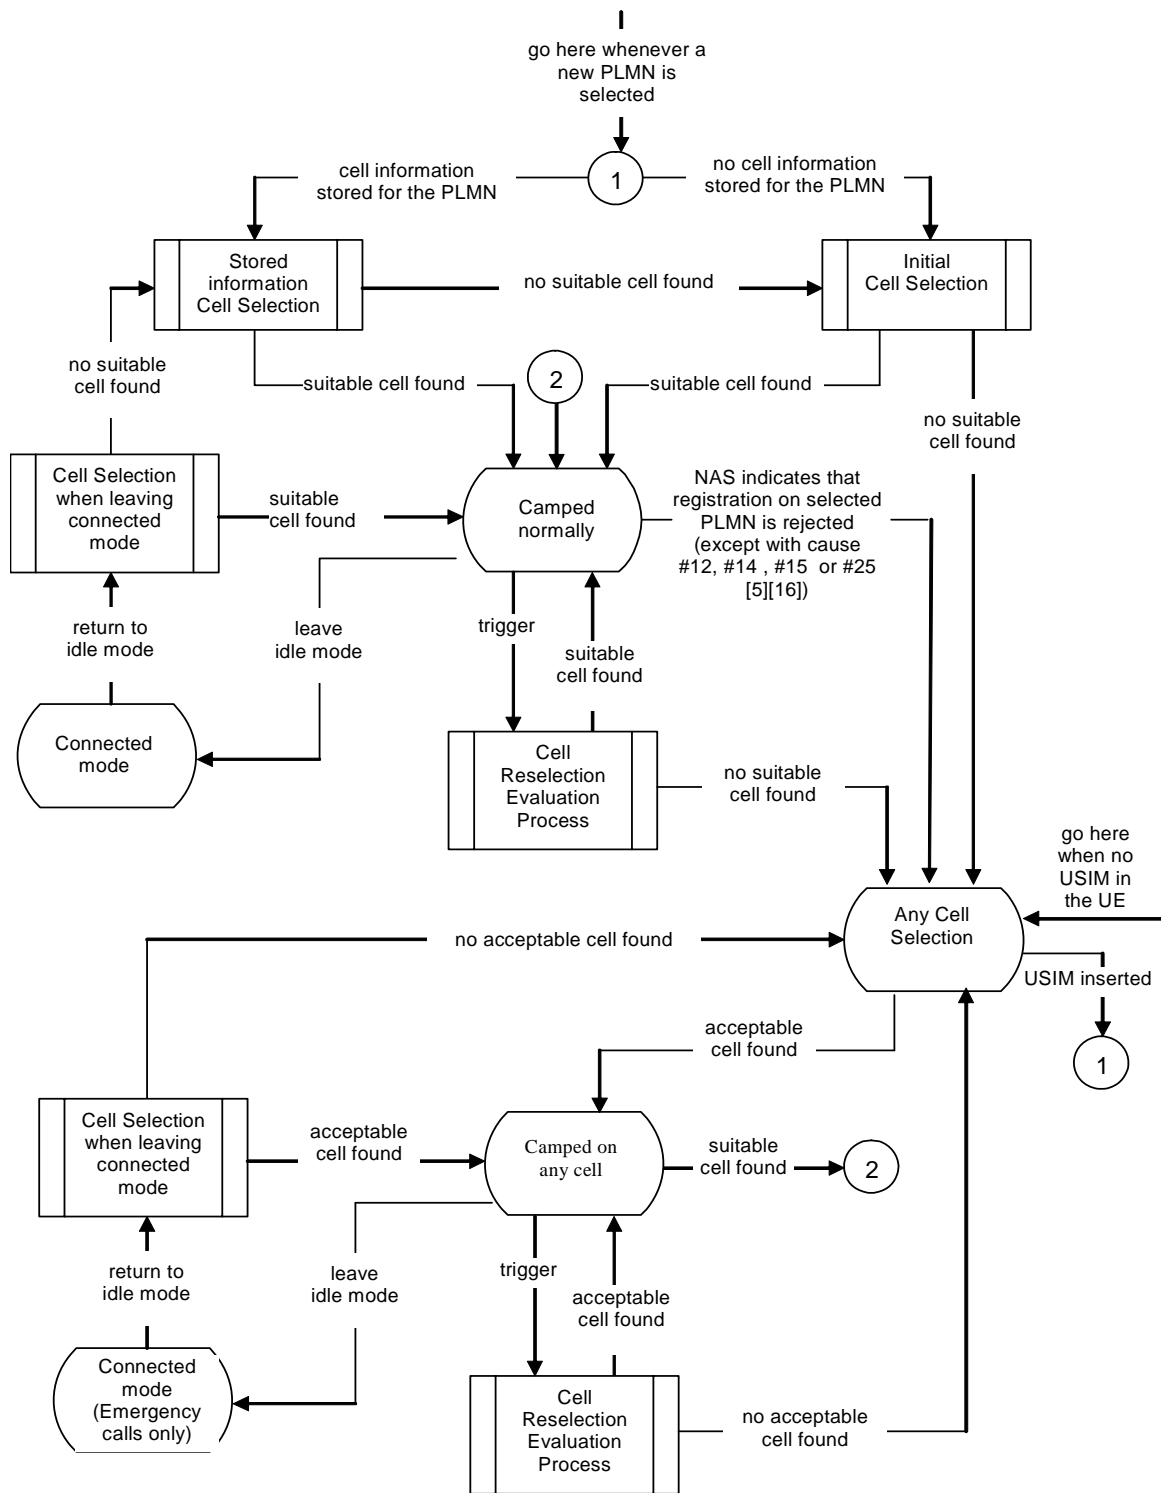 go here whenever a
new PLMN is
selected
1
cell information
stored for the PLMN
no cell information
stored for the PLMN
Stored
information
Cell Selection
no suitable cell found
Initial
Cell Selection
no suitable
cell found
suitable cell found
2
suitable cell found
no suitable
cell found
Cell Selection
when leaving
connected
mode
suitable
cell found
Camped
normally
NAS indicates that
registration on selected
PLMN is rejected
(except with cause
#12, #14 , #15  or #25
[5][16])
return to
idle mode
leave
idle mode
trigger
suitable
cell found
Connected
mode
Cell
Reselection
Evaluation
Process
no suitable
cell found
go here
when no
USIM in
the UE
Any Cell
Selection
no acceptable cell found
USIM inserted
1
acceptable
cell found
Cell Selection
when leaving
connected
mode
acceptable
cell found
Camped on
any cell
suitable
cell found
2
return to
idle mode
leave
idle mode
trigger
acceptable
cell found
Connected
mode
(Emergency
calls only)
Cell
Reselection
Evaluation
Process
no acceptable
cell found